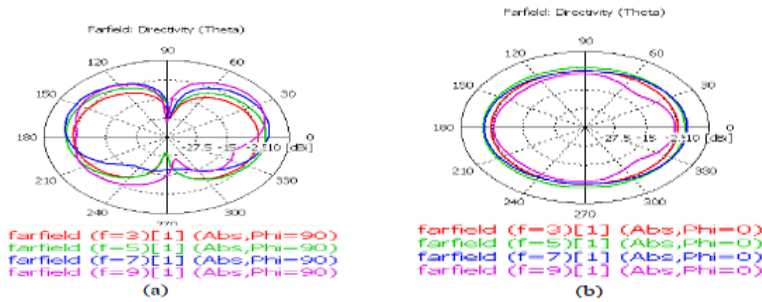 Farfield: Directivity (Theta)
90
120
60
150
30
180
0
-27.5 -15 -2.5 10 [dBi]
210
330
240
300
270
farfield (f=3)[1] (Abs,Phi=90)
farfield (f=5)[1] (Abs,Phi=90)
farfield (f=7)[1] (Abs,Phi=90)
farfield (f=9)[1] (Abs,Phi=90)
(a)
Farfield: Directivity (Theta)
90
120
60
150
30
180
0
-27.5 -15 -2.5 10 [dBi]
210
330
240
300
270
farfield (f=3)[1] (Abs,Phi=0)
farfield (f=5)[1] (Abs,Phi=0)
farfield (f=7)[1] (Abs,Phi=0)
farfield (f=9)[1] (Abs,Phi=0)
(b)